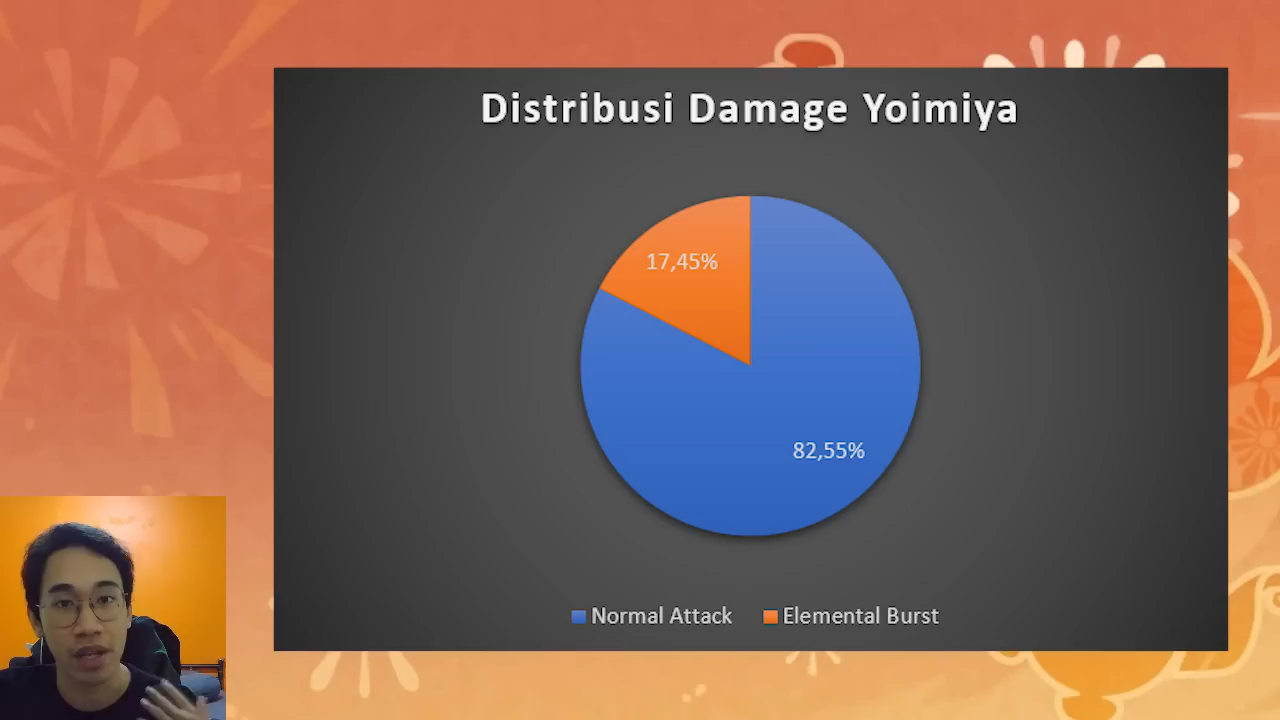 Distribusi Damage Yoimiya
17,45%
82,55%
Normal Attack
Elemental Burst